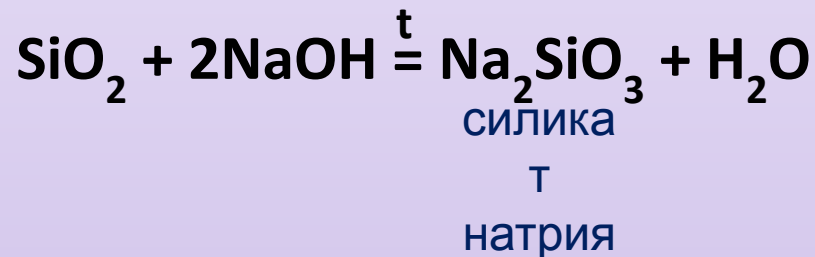 t
SiO₂ + 2NaOH = Na₂SiO₃ + H₂O
силика
т
натрия